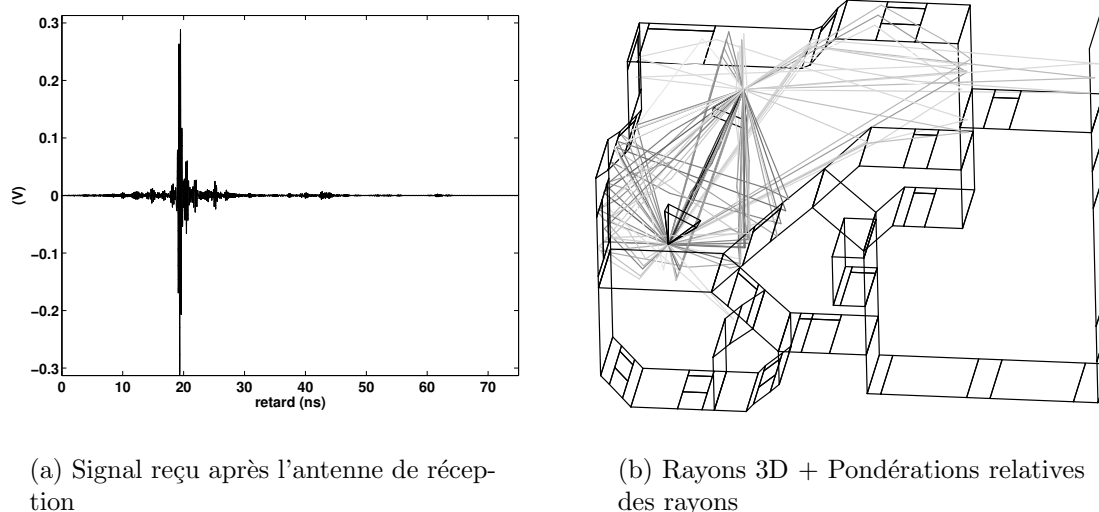 0.3
0.2
0.1
0
−0.1
−0.2
−0.3
(V)
0 10 20 30 40 50 60 70
retard (ns)
(a) Signal reçu après l'antenne de récep-
tion
(b) Rayons 3D + Pondérations relatives
des rayons